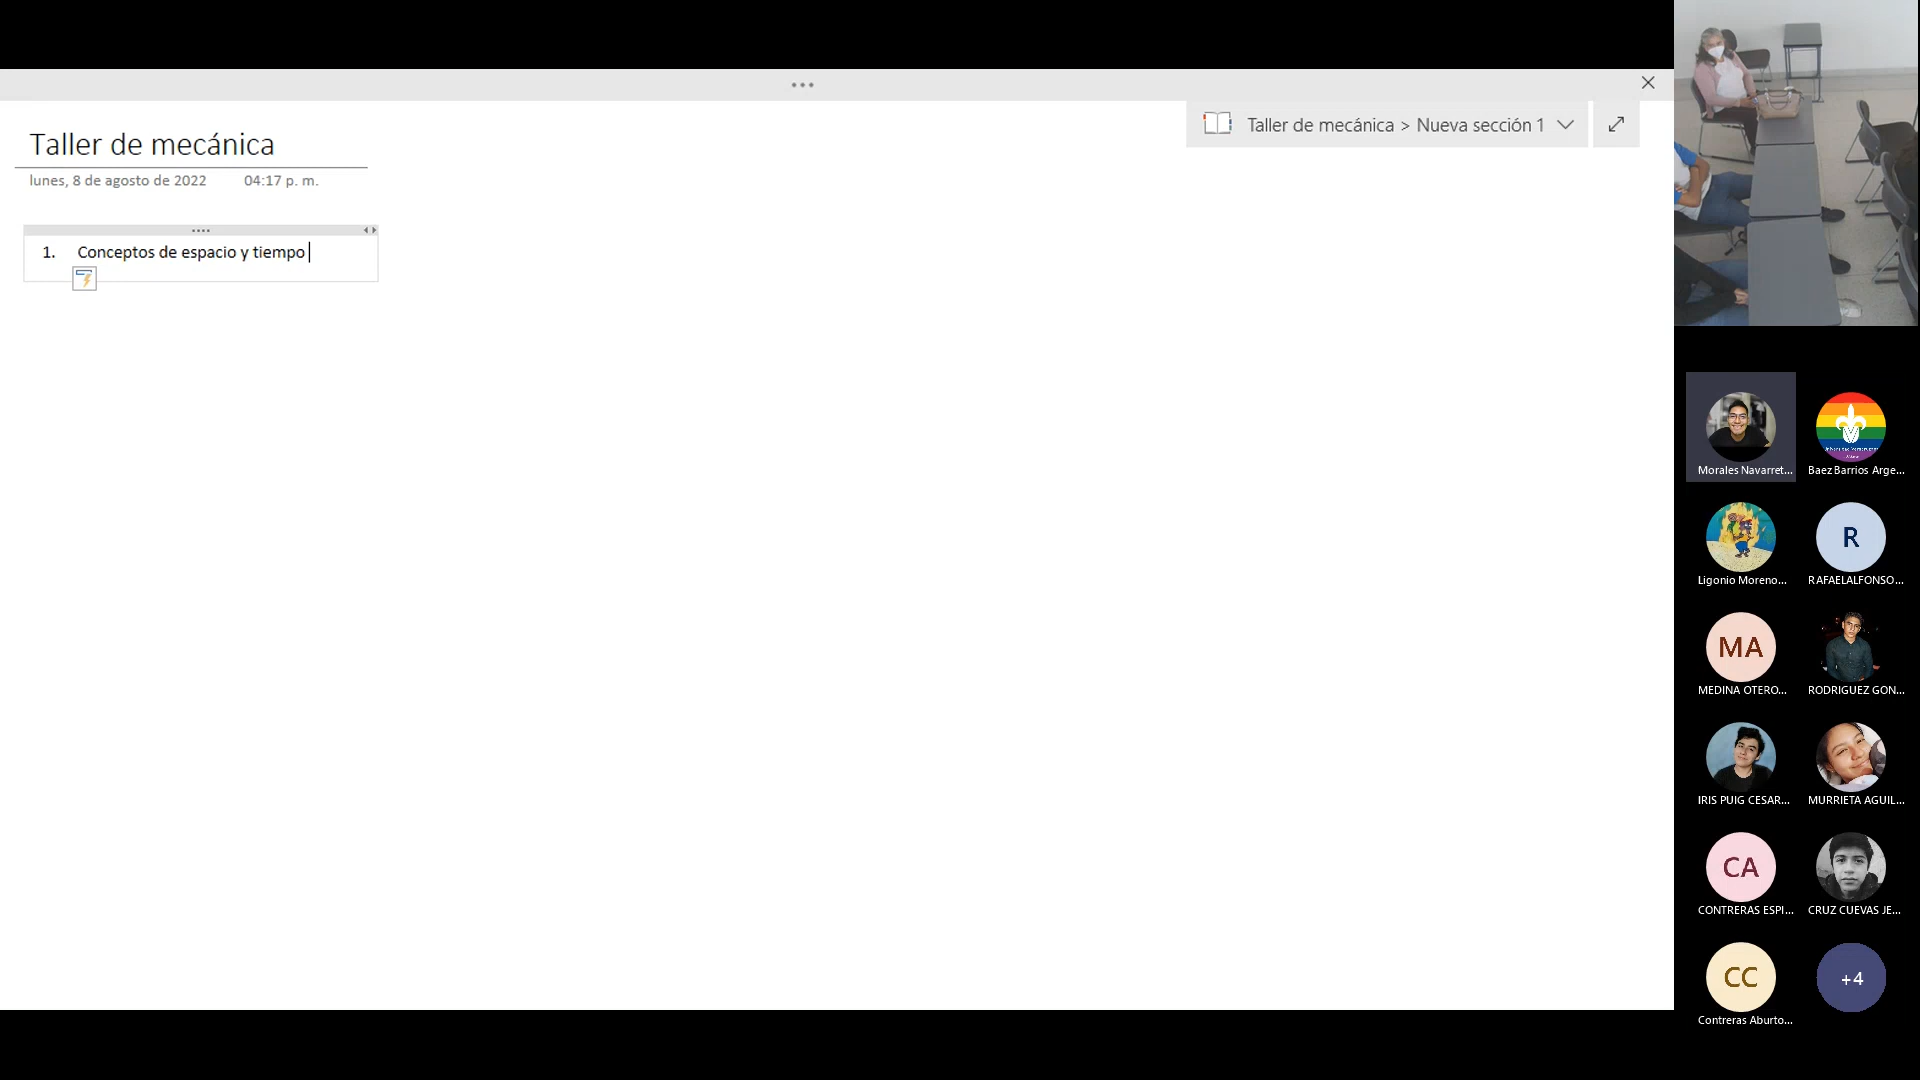 Taller de mecánica > Nueva sección 1
Taller de mecánica
lunes, 8 de agosto de 2022 04:17 p. m.
1. Conceptos de espacio y tiempo
Morales Navarret...
Baez Barrios Arge...
Ligonio Moreno...
R
RAFAELALFONSO...
MA
MEDINA OTERO...
RODRIGUEZ GON...
IRIS PUIG CESAR...
MURRIETA AGUIL...
CA
CONTRERAS ESPI...
CRUZ CUEVAS JE...
CC
Contreras Aburto...
+4